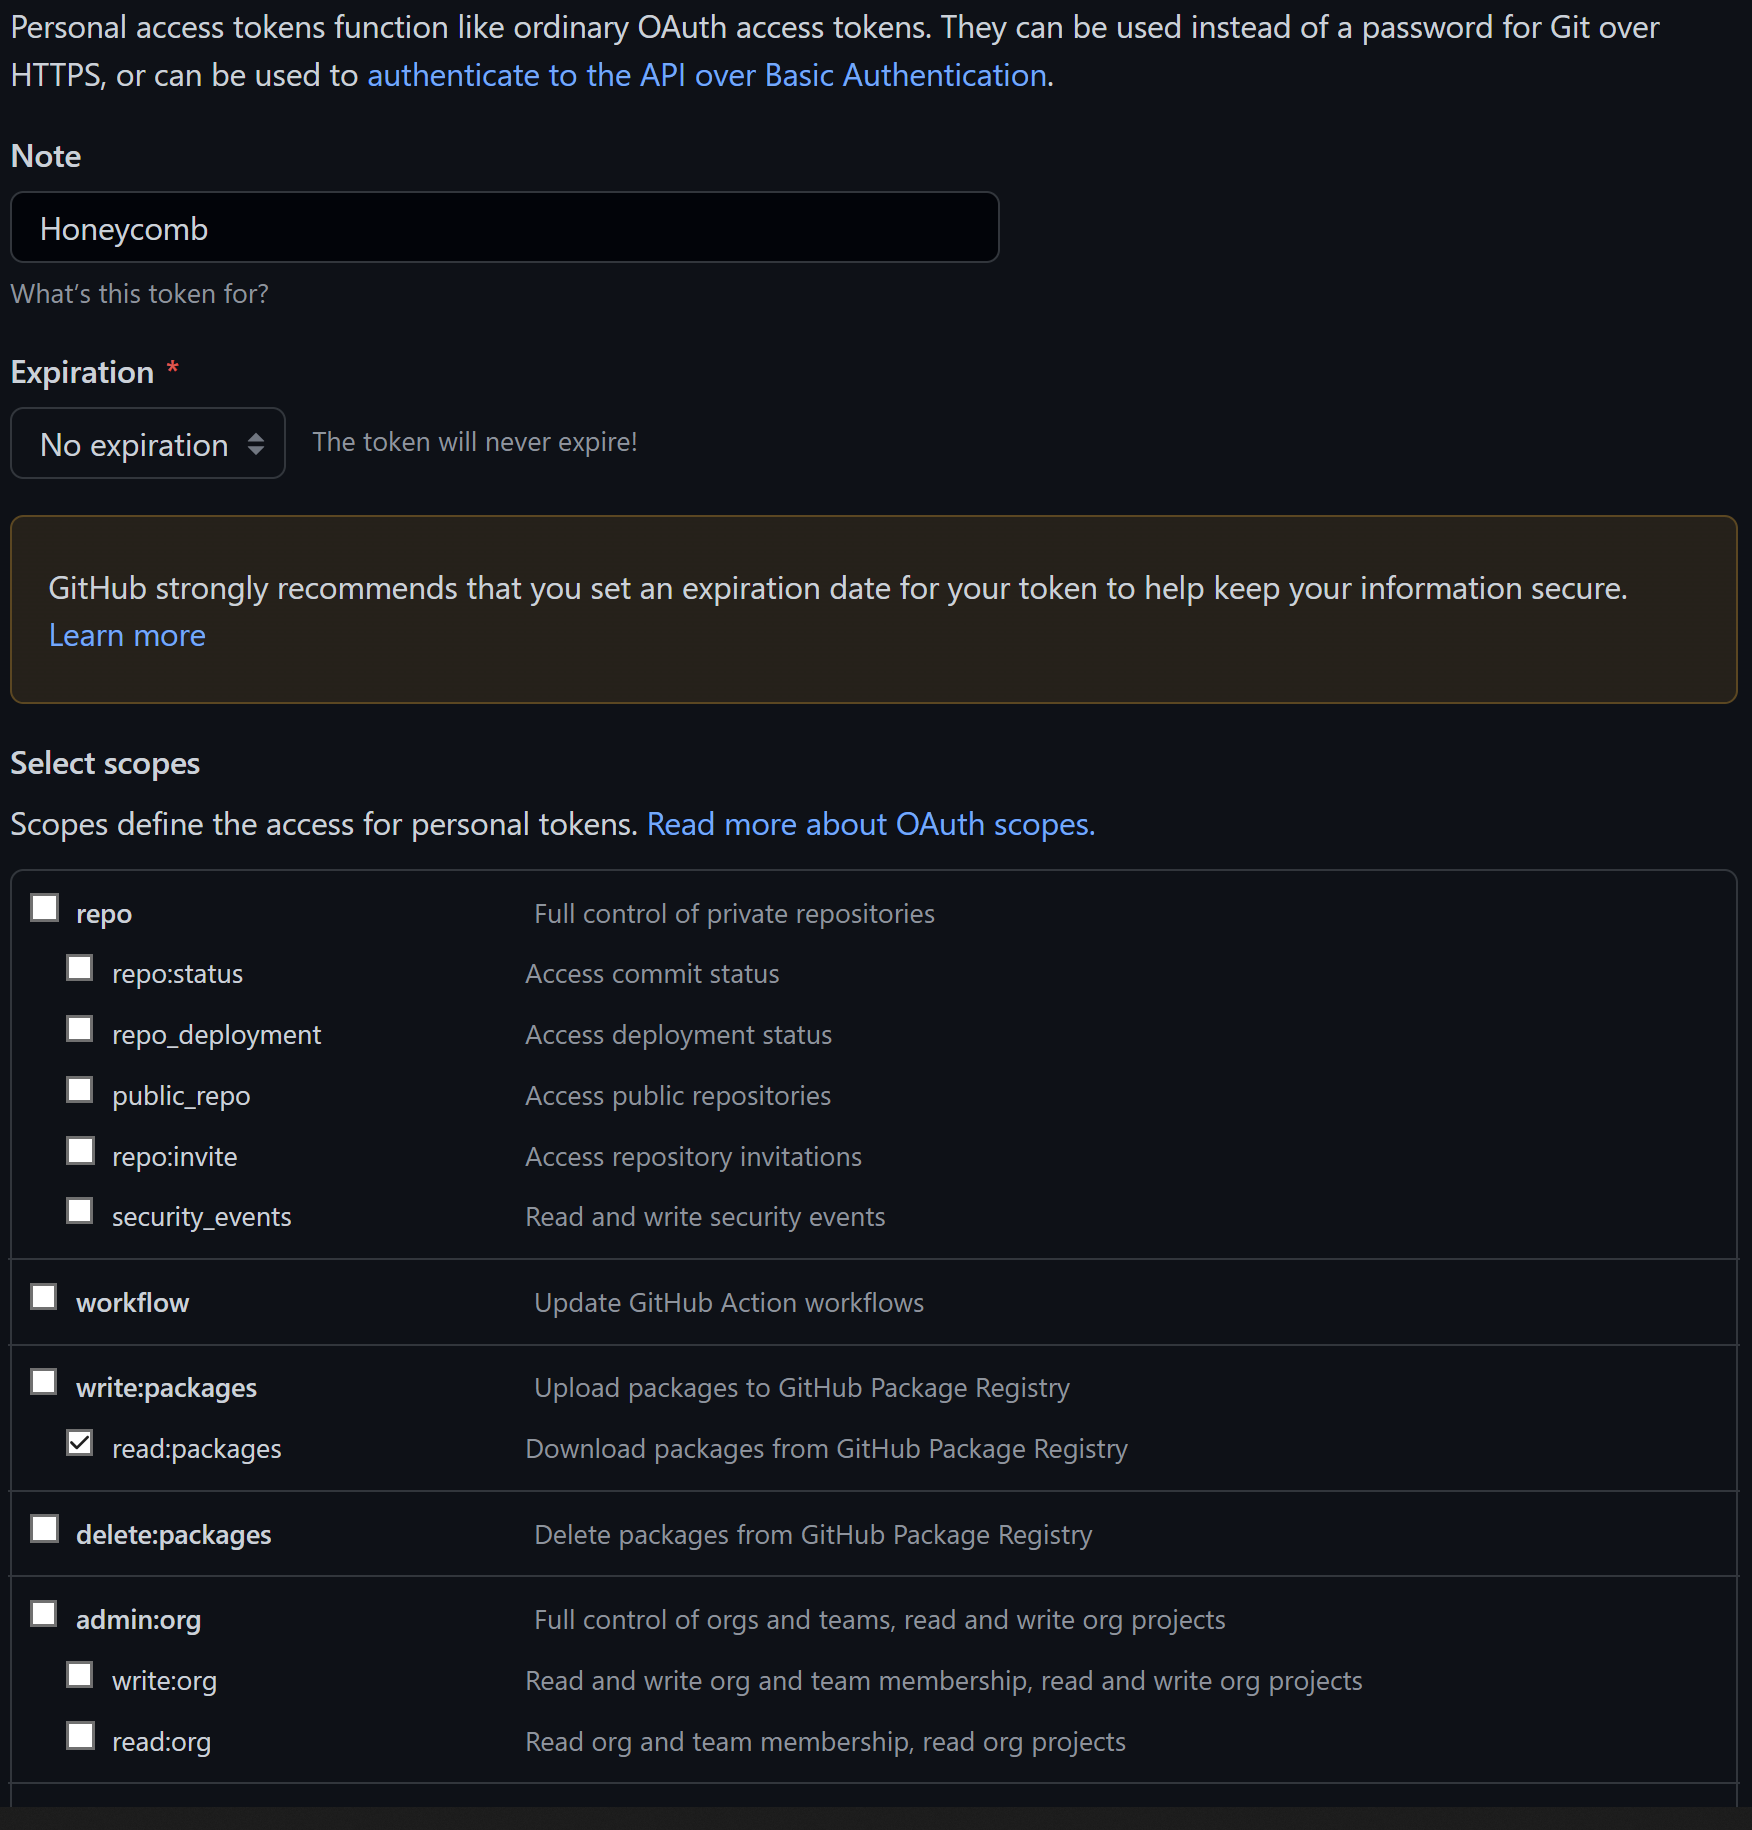 Personal access tokens function like ordinary OAuth access tokens. They can be used instead of a password for Git over
HTTPS, or can be used to authenticate to the API over Basic Authentication.
Note
Honeycomb
What's this token for?
Expiration *
No expiration The token will never expire!
GitHub strongly recommends that you set an expiration date for your token to help keep your information secure.
Learn more
Select scopes
Scopes define the access for personal tokens. Read more about OAuth scopes.
repo Full control of private repositories
repo:status Access commit status
repo_deployment Access deployment status
public_repo Access public repositories
repo:invite Access repository invitations
security_events Read and write security events
workflow Update GitHub Action workflows
write:packages Upload packages to GitHub Package Registry
read:packages Download packages from GitHub Package Registry
delete:packages Delete packages from GitHub Package Registry
admin:org Full control of orgs and teams, read and write org projects
write:org Read and write org and team membership, read and write org projects
read:org Read org and team membership, read org projects